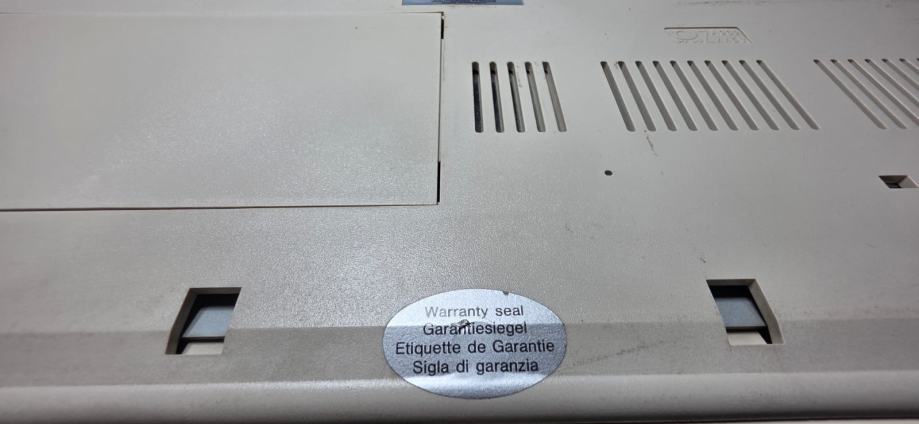 Warranty seal
Garantiesiegel
Etiquette de Garantie
Sigla di garanzia